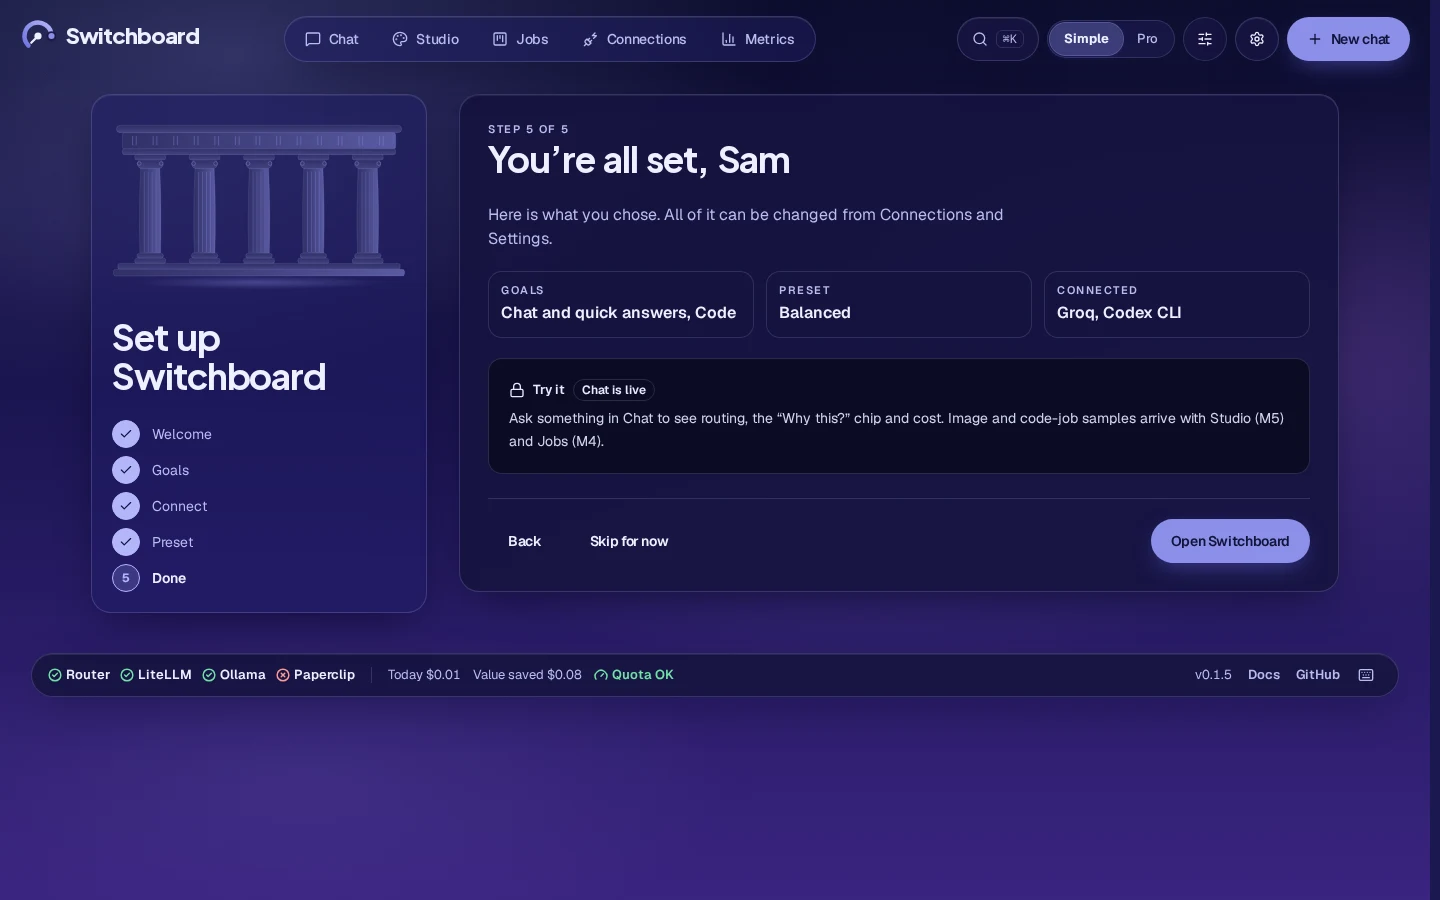 Switchboard
Chat
Studio
Jobs
Connections
Metrics
⌘K
Simple
Pro
New chat
Set up
Switchboard
Welcome
Goals
Connect
Preset
5
Done
STEP 5 OF 5
You’re all set, Sam
Here is what you chose. All of it can be changed from Connections and
Settings.
GOALS
Chat and quick answers, Code
PRESET
Balanced
CONNECTED
Groq, Codex CLI
Try it
Chat is live
Ask something in Chat to see routing, the “Why this?” chip and cost. Image and code-job samples arrive with Studio (M5)
and Jobs (M4).
Back
Skip for now
Open Switchboard
Router
LiteLLM
Ollama
Paperclip
Today $0.01
Value saved $0.08
Quota OK
v0.1.5
Docs
GitHub